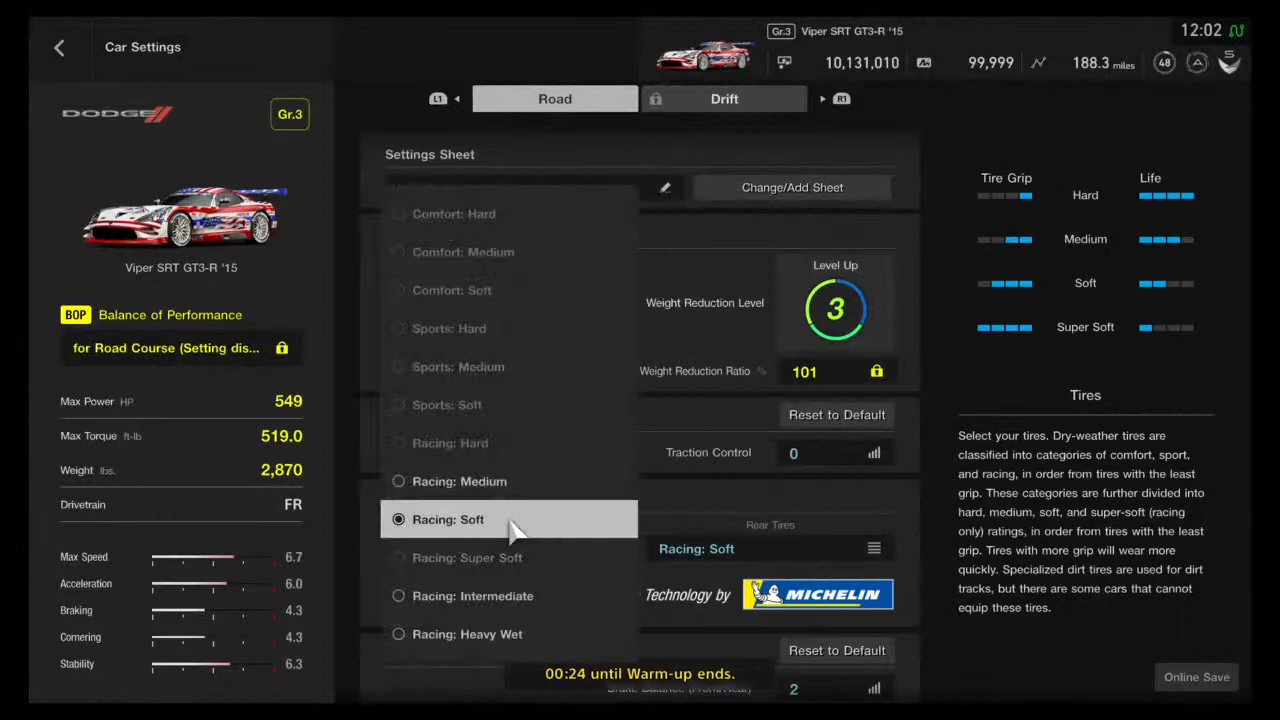 Car Settings
Gr.3 Viper SRT GT3-R '15
12:02
10,131,010
99,999
188.3 miles
48
A
S
DODGE
Gr.3
Viper SRT GT3-R '15
BOP Balance of Performance
for Road Course (Setting dis...
Max Power HP 549
Max Torque ft-lb 519.0
Weight lbs. 2,870
Drivetrain FR
Max Speed 6.7
Acceleration 6.0
Braking 4.3
Cornering 4.3
Stability 6.3
L1 Road Drift R1
Settings Sheet
Change/Add Sheet
Comfort: Hard
Comfort: Medium
Comfort: Soft
Sports: Hard
Sports: Medium
Sports: Soft
Racing: Hard
Racing: Medium
Racing: Soft
Racing: Super Soft
Racing: Intermediate
Racing: Heavy Wet
Level Up
Weight Reduction Level 3
Weight Reduction Ratio % 101
Reset to Default
Traction Control 0
Rear Tires
Racing: Soft
Technology by MICHELIN
Reset to Default
Brake Balance (Front/Rear) 2
00:24 until Warm-up ends.
Tire Grip Life
Hard
Medium
Soft
Super Soft
Tires
Select your tires. Dry-weather tires are
classified into categories of comfort, sport,
and racing, in order from tires with the least
grip. These categories are further divided into
hard, medium, soft, and super-soft (racing
only) ratings, in order from tires with the least
grip. Tires with more grip will wear more
quickly. Specialized dirt tires are used for dirt
tracks, but there are some cars that cannot
equip these tires.
Online Save